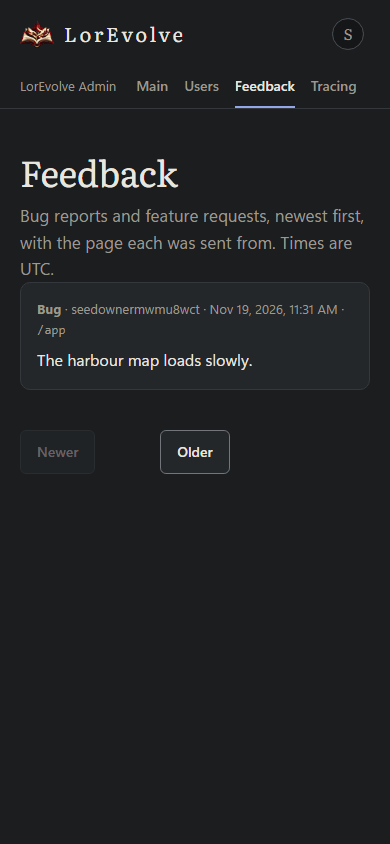 LorEvolve
S
LorEvolve Admin Main Users Feedback Tracing
Feedback
Bug reports and feature requests, newest first,
with the page each was sent from. Times are
UTC.
Bug · seedownermwmu8wct · Nov 19, 2026, 11:31 AM ·
/app
The harbour map loads slowly.
Newer Older